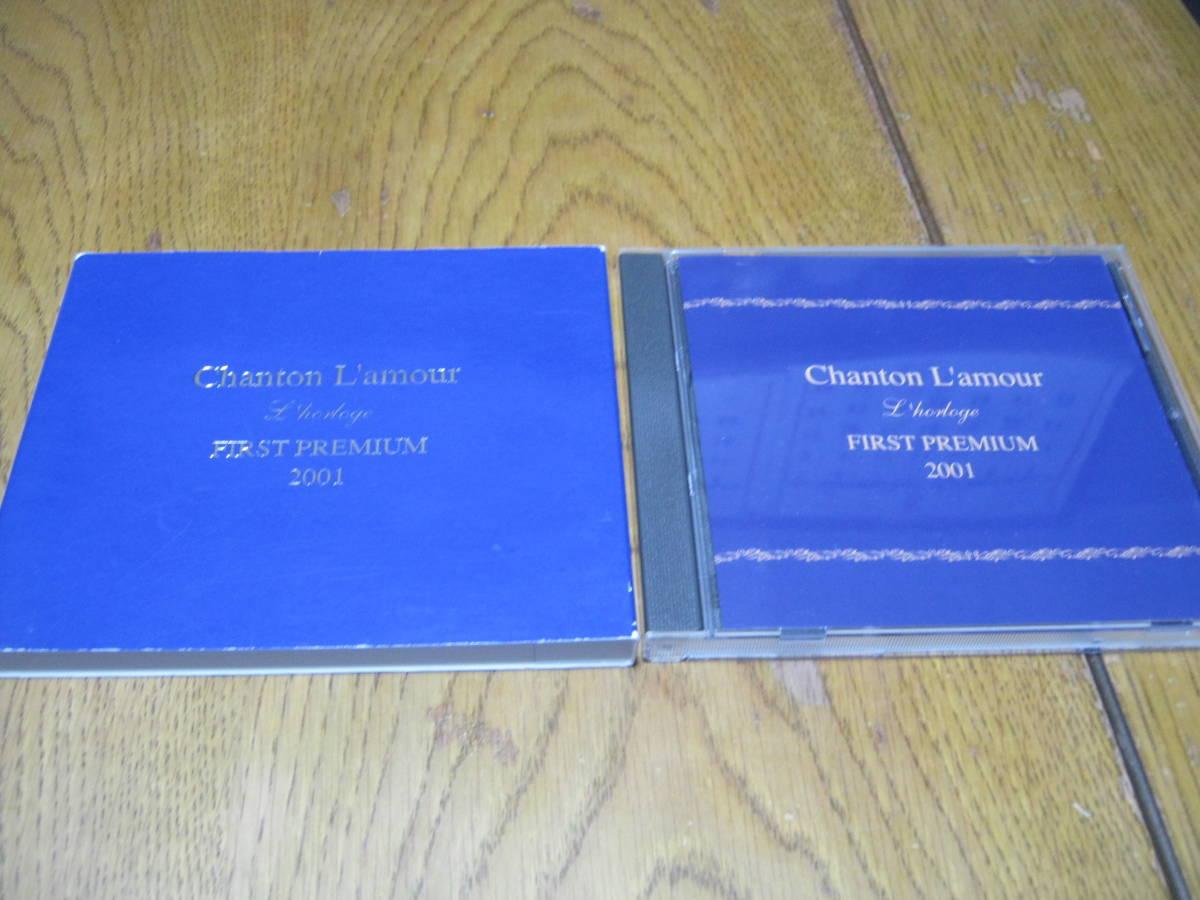 Chanton L'amour
L'horloge
FIRST PREMIUM
2001
Chanton L'amour
L'horloge
FIRST PREMIUM
2001